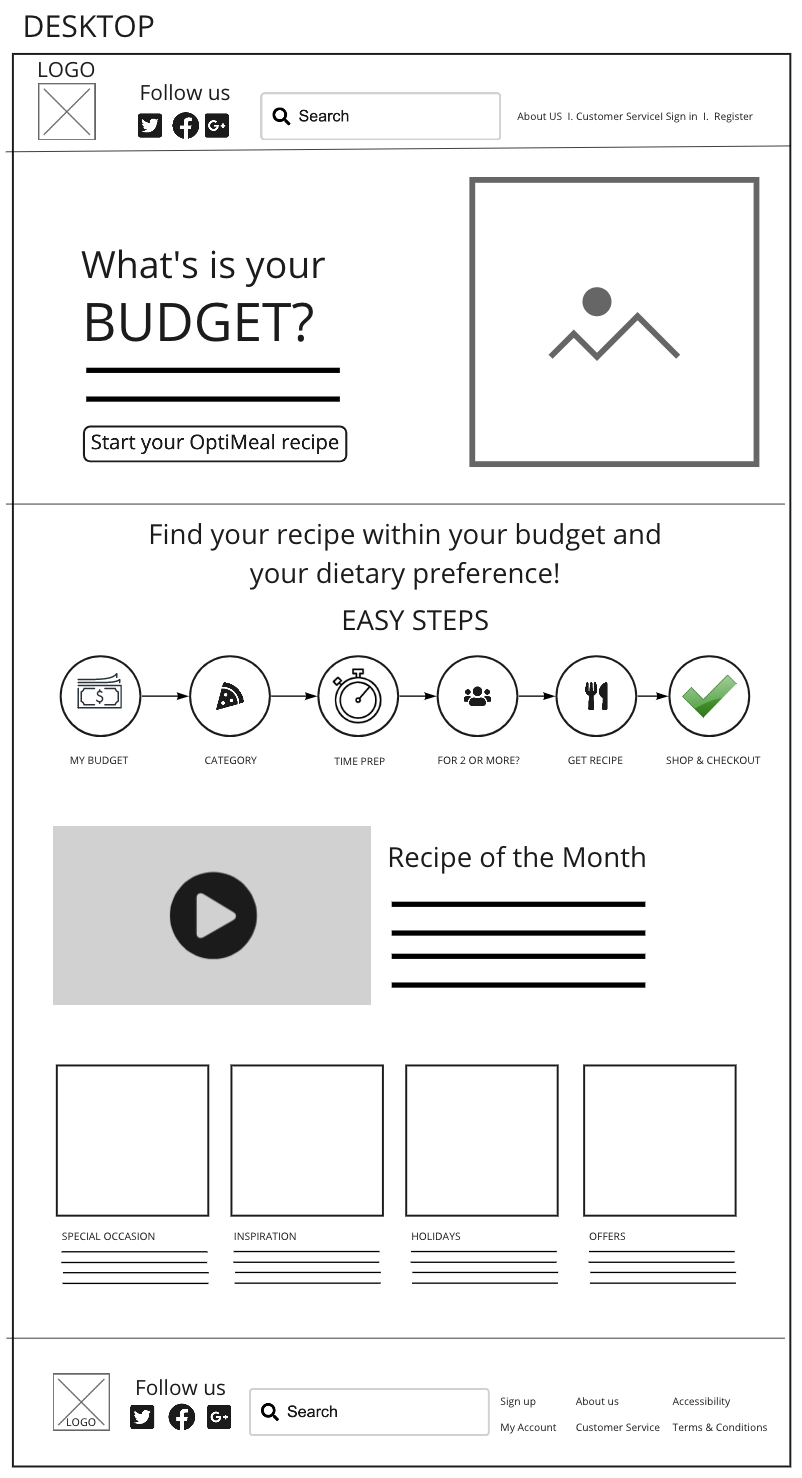 DESKTOP
LOGO
Follow us
G+
Search
About US I. Customer ServiceI Sign in I. Register
What's is your
BUDGET?
Start your OptiMeal recipe
Find your recipe within your budget and
your dietary preference!
EASY STEPS
$
MY BUDGET
CATEGORY
TIME PREP
FOR 2 OR MORE?
GET RECIPE
SHOP & CHECKOUT
Recipe of the Month
SPECIAL OCCASION
INSPIRATION
HOLIDAYS
OFFERS
LOGO
Follow us
G+
Search
Sign up
About us
Accessibility
My Account
Customer Service
Terms & Conditions